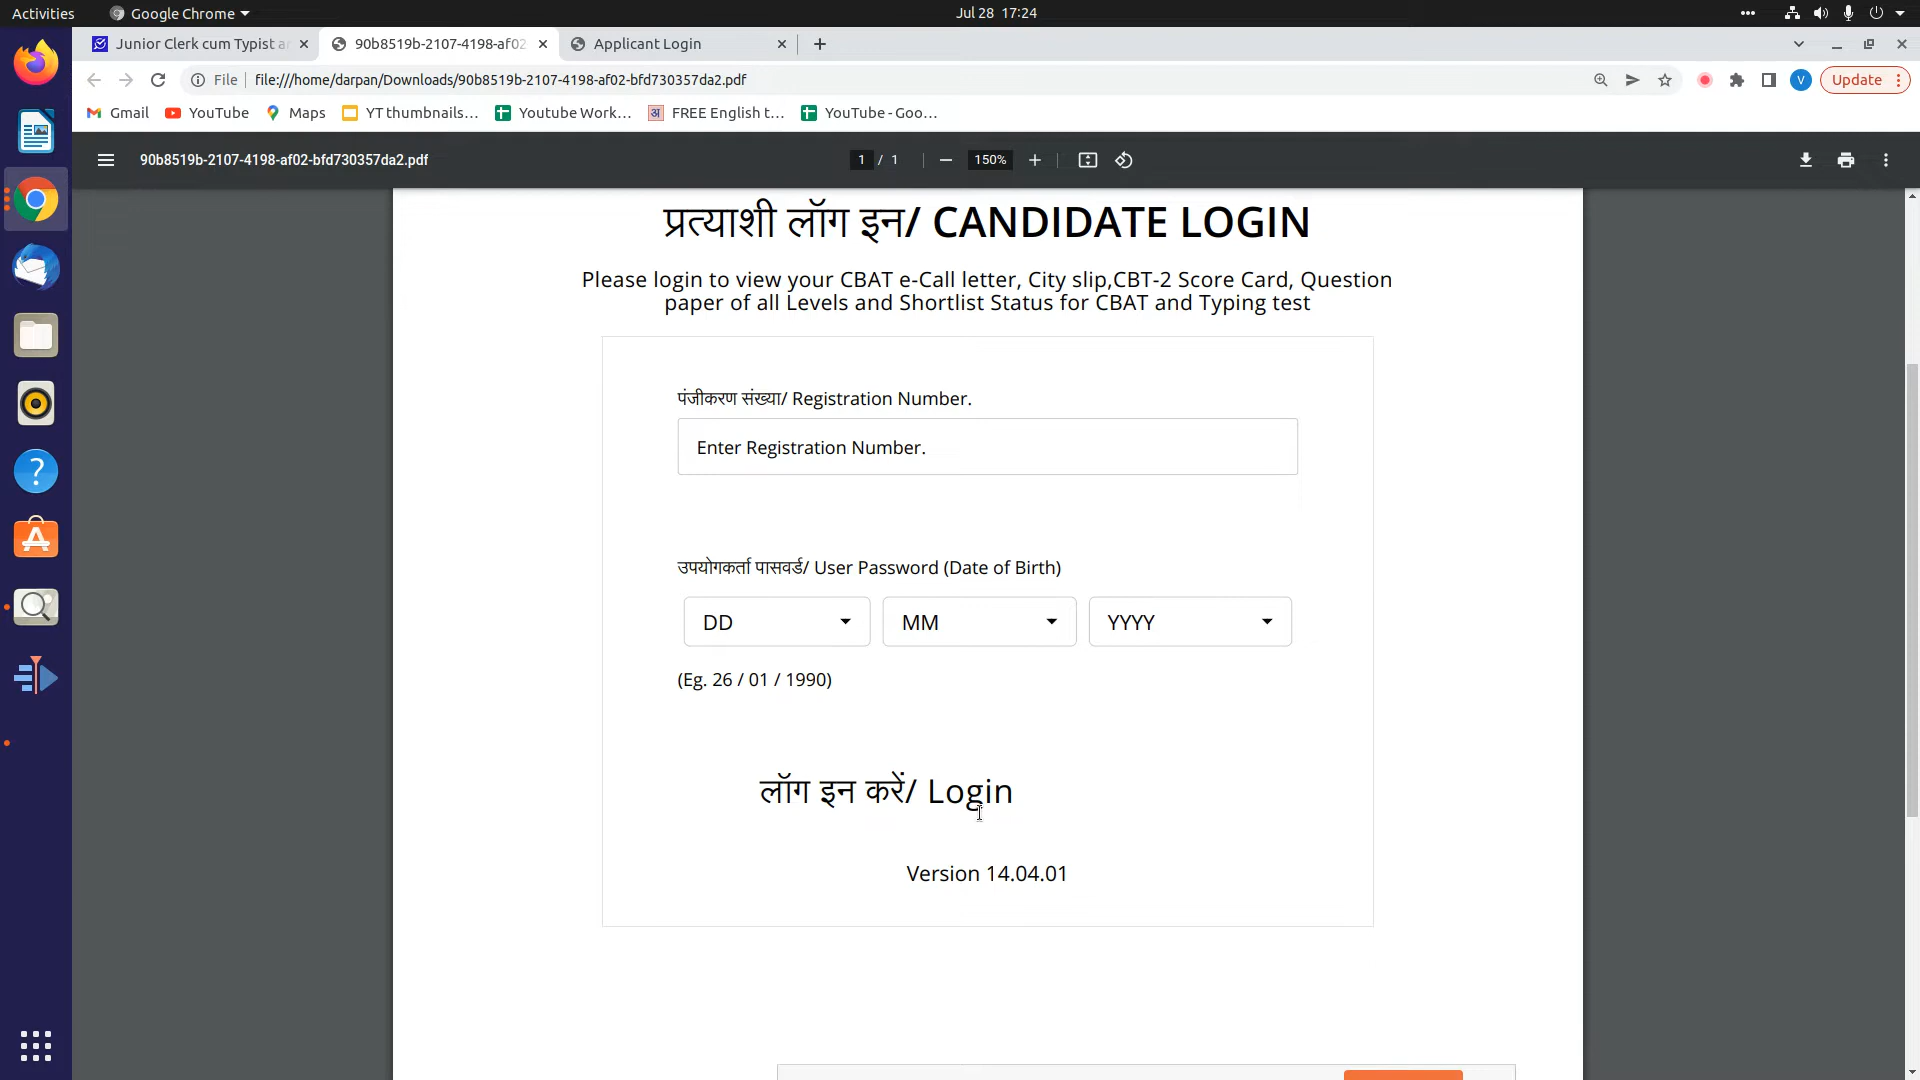 Activities
Google Chrome
Jul 28 17:24
Junior Clerk cum Typist a
90b8519b-2107-4198-af02
Applicant Login
File
file:///home/darpan/Downloads/90b8519b-2107-4198-af02-bfd730357da2.pdf
V
Update
Gmail
YouTube
Maps
YT thumbnails...
Youtube Work...
अ
FREE English t...
YouTube - Goo...
90b8519b-2107-4198-af02-bfd730357da2.pdf
1 / 1
150%
प्रत्याशी लॉग इन/ CANDIDATE LOGIN
Please login to view your CBAT e-Call letter, City slip,CBT-2 Score Card, Question
paper of all Levels and Shortlist Status for CBAT and Typing test
पंजीकरण संख्या/ Registration Number.
Enter Registration Number.
उपयोगकर्ता पासवर्ड/ User Password (Date of Birth)
DD
MM
YYYY
(Eg. 26 / 01 / 1990)
लॉग इन करें/ Login
Version 14.04.01